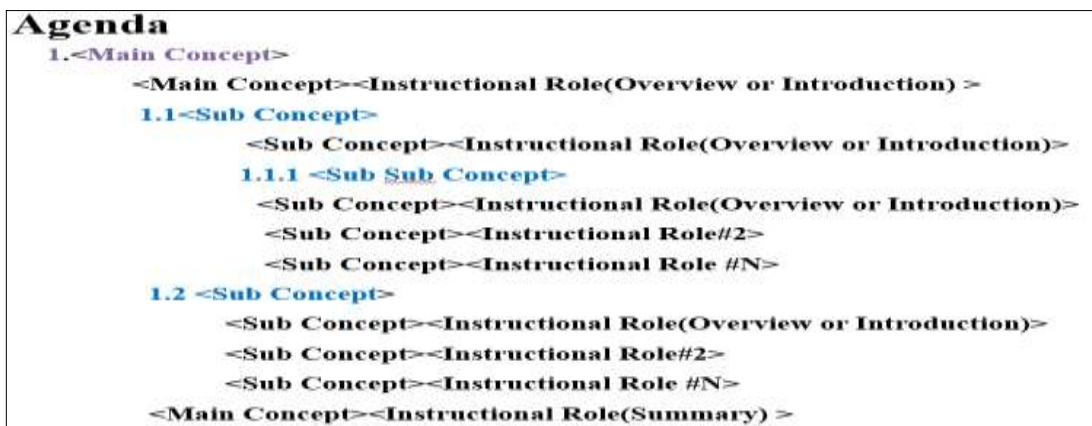 Agenda
1.<Main Concept>
<Main Concept><Instructional Role(Overview or Introduction) >
1.1<Sub Concept>
<Sub Concept><Instructional Role(Overview or Introduction)>
1.1.1 <Sub Sub Concept>
<Sub Concept><Instructional Role(Overview or Introduction)>
<Sub Concept><Instructional Role#2>
<Sub Concept><Instructional Role #N>
1.2 <Sub Concept>
<Sub Concept><Instructional Role(Overview or Introduction)>
<Sub Concept><Instructional Role#2>
<Sub Concept><Instructional Role #N>
<Main Concept><Instructional Role(Summary) >